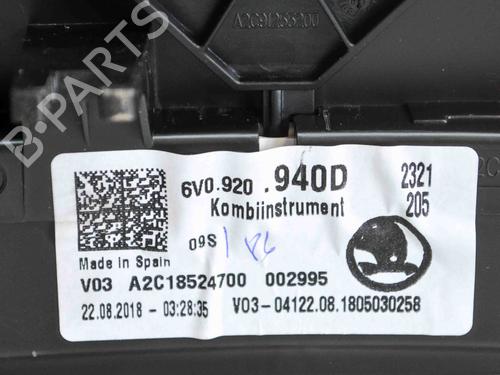 A2C91266200
B-PARTS
6V0.920 .940D 2321
Kombiinstrument 205
09S
Made in Spain
V03 A2C18524700 002995
22.08.2018 - 03:28:35 V03-04122.08.1805030258